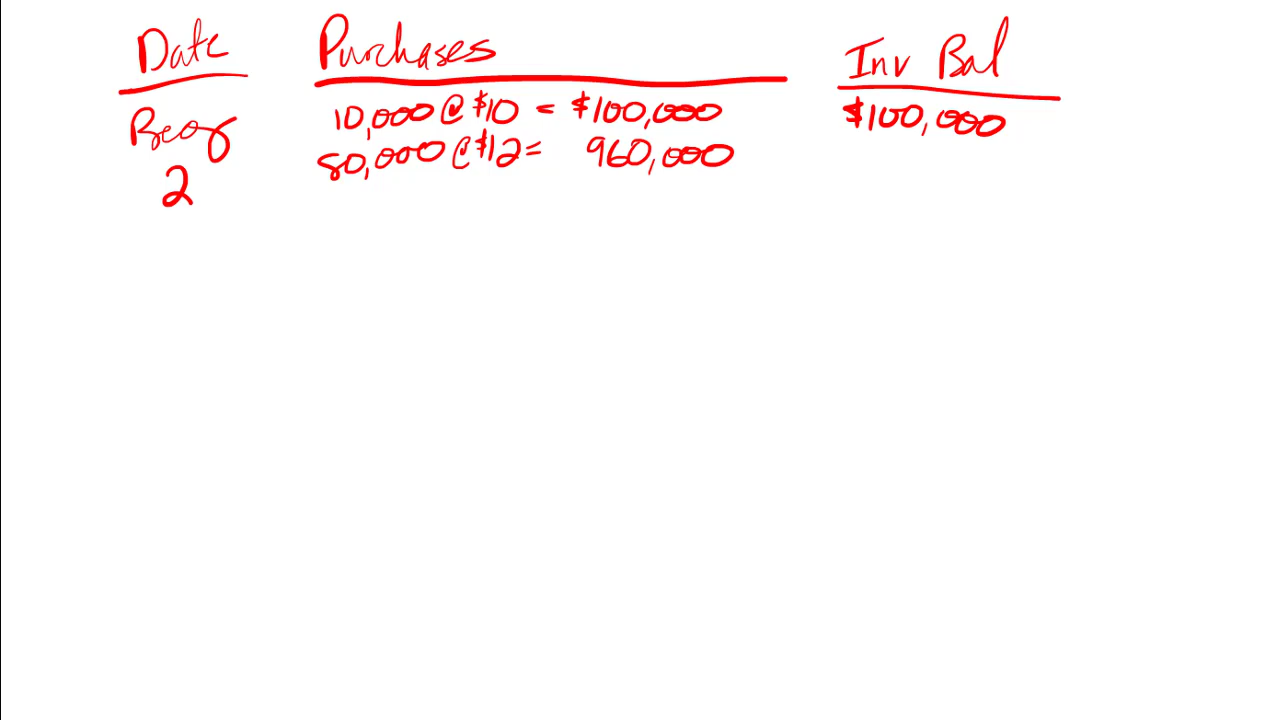 Date Purchases Inv Bal
Beg 10,000 @ $10 = $100,000 $100,000
2 80,000 @ $12 = 960,000